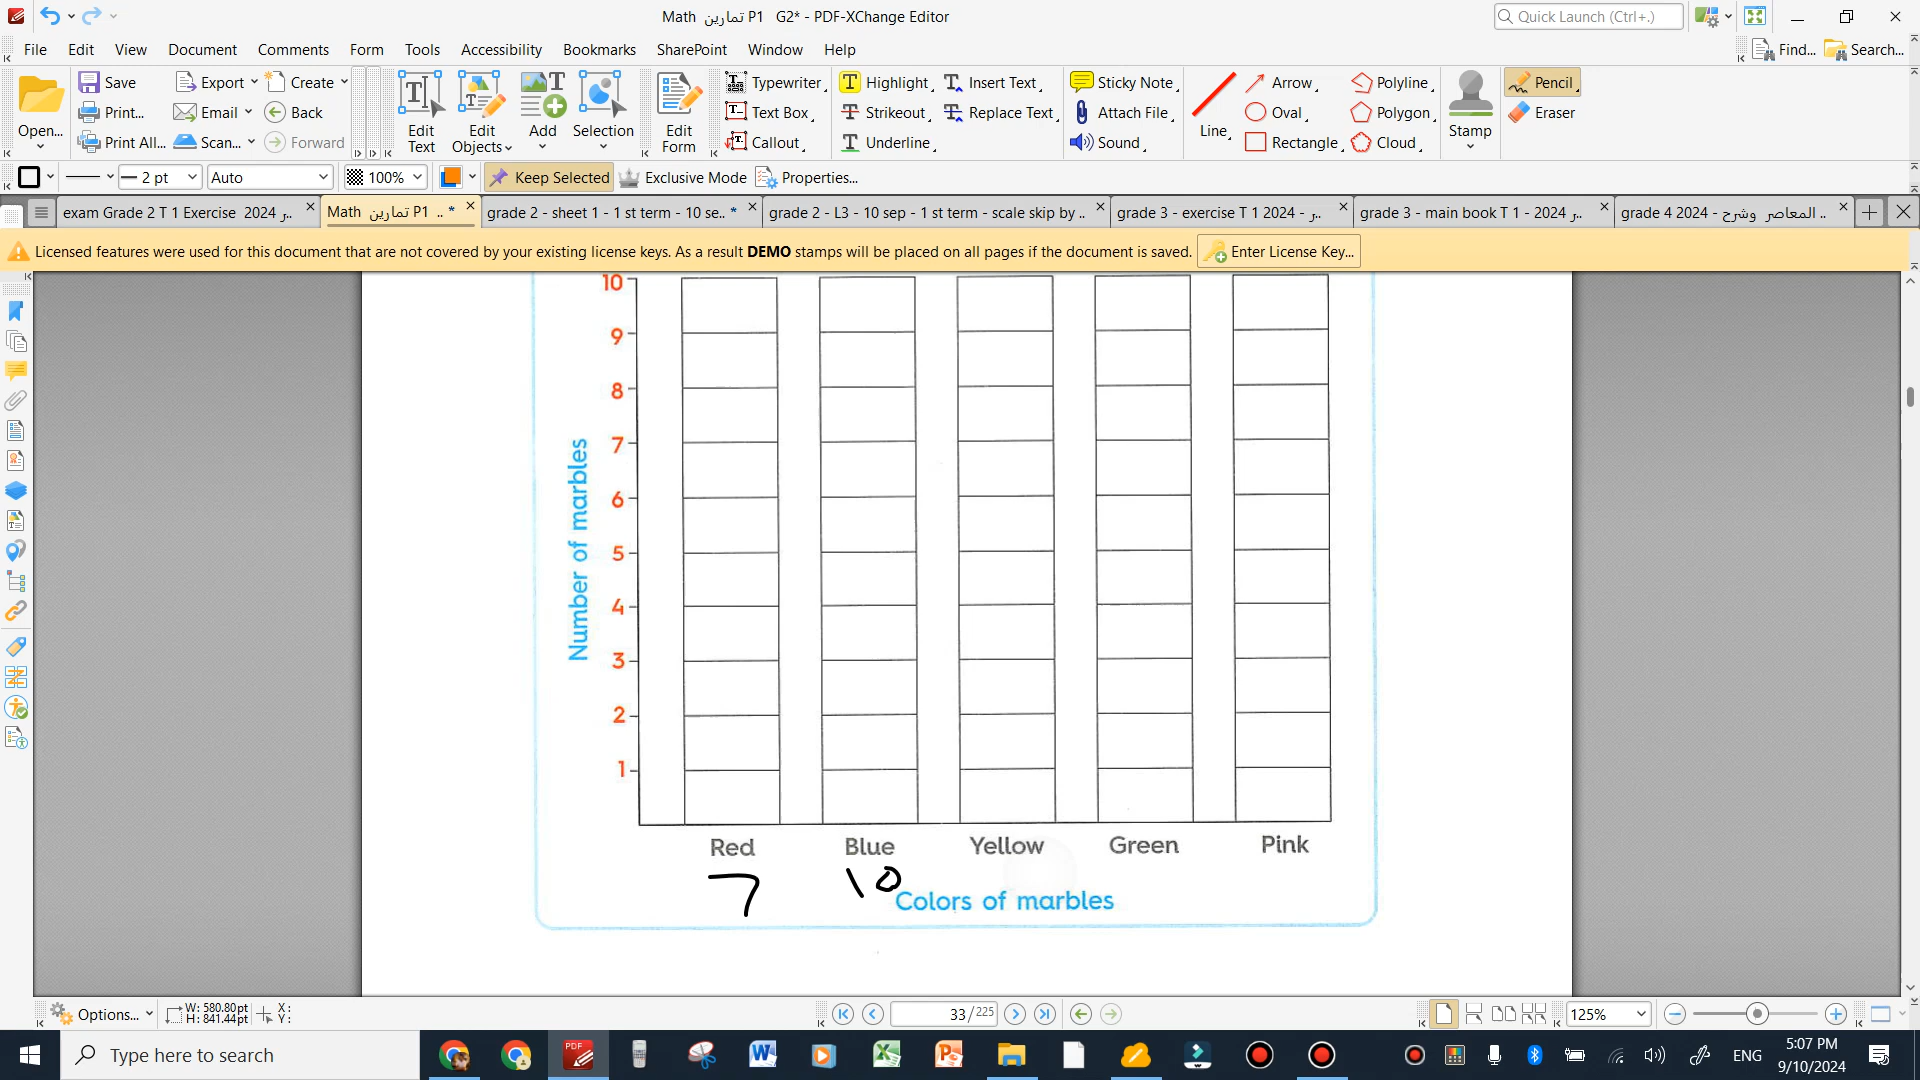 Math تمارين P1 G2* - PDF-XChange Editor
Quick Launch (Ctrl+.)
File Edit View Document Comments Form Tools Accessibility Bookmarks SharePoint Window Help
Find... Search...
Open...
Save Export Create
Print... Email Back
Print All... Scan... Forward
Edit Text
Edit Objects
Add
Selection
Edit Form
Typewriter Highlight Insert Text Sticky Note
Text Box Strikeout Replace Text Attach File
Callout Underline Sound
Line
Arrow Polyline
Oval Polygon
Rectangle Cloud
Stamp
Pencil
Eraser
2 pt Auto 100% Keep Selected Exclusive Mode Properties...
exam Grade 2 T 1 Exercise 2024 ر..
Math تمارين P1 .. *
grade 2 - sheet 1 - 1 st term - 10 se.. *
grade 2 - L3 - 10 sep - 1 st term - scale skip by ..
grade 3 - exercise T 1 2024 - ر..
grade 3 - main book T 1 - 2024 ر..
grade 4 2024 - المعاصر وشرح ..
Licensed features were used for this document that are not covered by your existing license keys. As a result DEMO stamps will be placed on all pages if the document is saved.
Enter License Key...
10
9
8
7
6
5
4
3
2
1
Number of marbles
Red Blue Yellow Green Pink
7 10
Colors of marbles
Options... W: 580.80pt H: 841.44pt X: Y:
33 / 225
125%
Type here to search
ENG
5:07 PM
9/10/2024